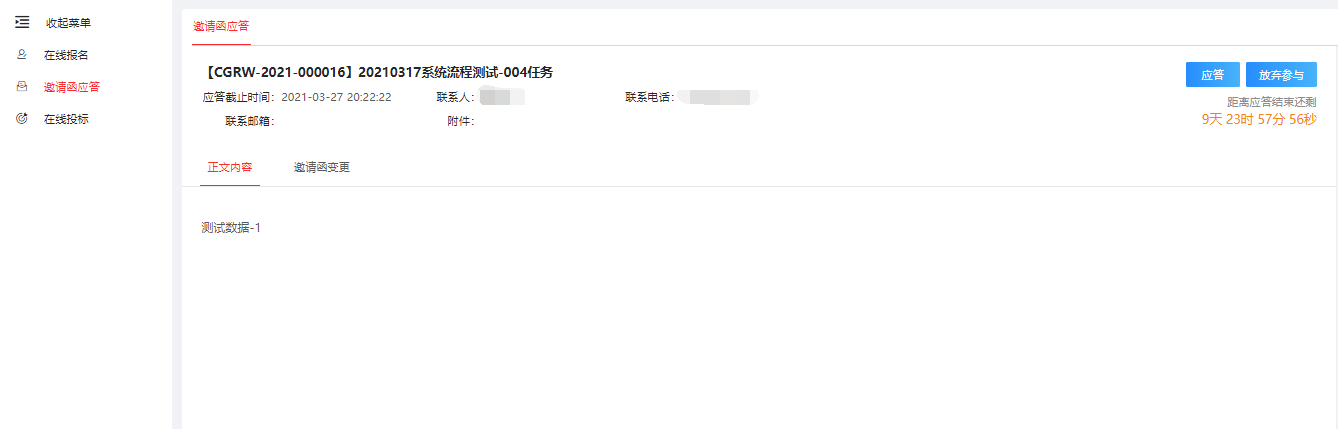 收起菜单
在线报名
邀请函应答
在线投标
邀请函应答
【CGRW-2021-000016】20210317系统流程测试-004任务
应答 放弃参与
应答截止时间： 2021-03-27 20:22:22 联系人： 联系电话：
距离应答结束还剩
联系邮箱： 附件：
9天 23时 57分 56秒
正文内容 邀请函变更
测试数据-1